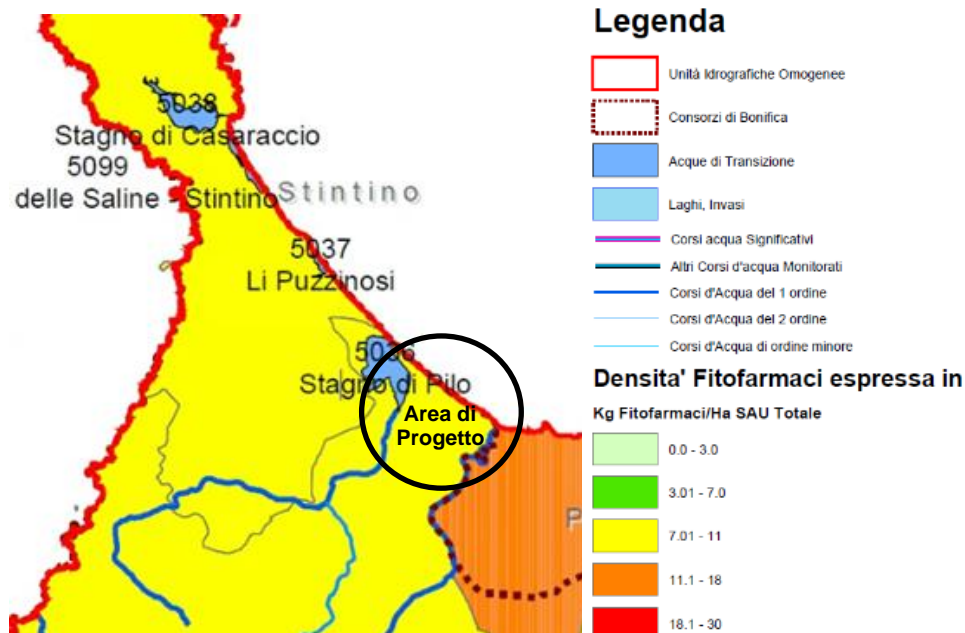 5038
Stagno di Casaraccio
5099
delle Saline - Stintino
Stintino
5037
Li Puzzinosi
5036
Stagno di Pilo
Area di
Progetto
P
Legenda
Unità Idrografiche Omogenee
Consorzi di Bonifica
Acque di Transizione
Laghi, Invasi
Corsi acqua Significativi
Altri Corsi d'acqua Monitorati
Corsi d'Acqua del 1 ordine
Corsi d'Acqua del 2 ordine
Corsi d'Acqua di ordine minore
Densita' Fitofarmaci espressa in
Kg Fitofarmaci/Ha SAU Totale
0.0 - 3.0
3.01 - 7.0
7.01 - 11
11.1 - 18
18.1 - 30